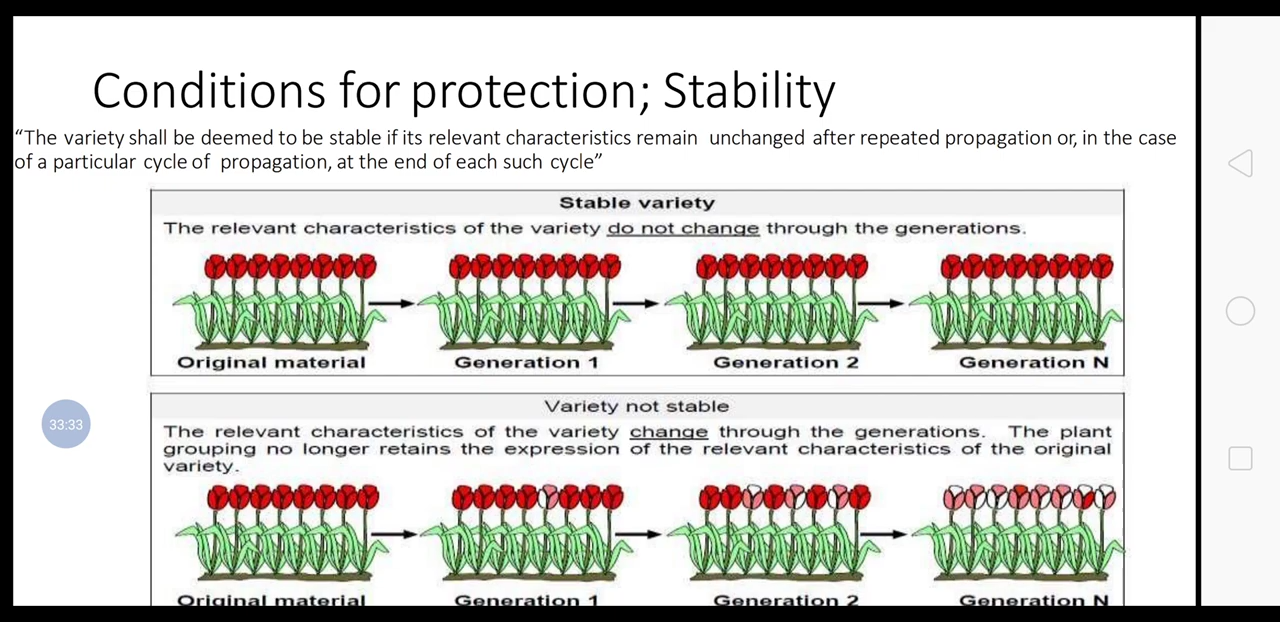 Conditions for protection; Stability
“The variety shall be deemed to be stable if its relevant characteristics remain unchanged after repeated propagation or, in the case
of a particular cycle of propagation, at the end of each such cycle”
Stable variety
The relevant characteristics of the variety do not change through the generations.
Original material Generation 1 Generation 2 Generation N
33:33
Variety not stable
The relevant characteristics of the variety change through the generations. The plant
grouping no longer retains the expression of the relevant characteristics of the original
variety.
Original material Generation 1 Generation 2 Generation N